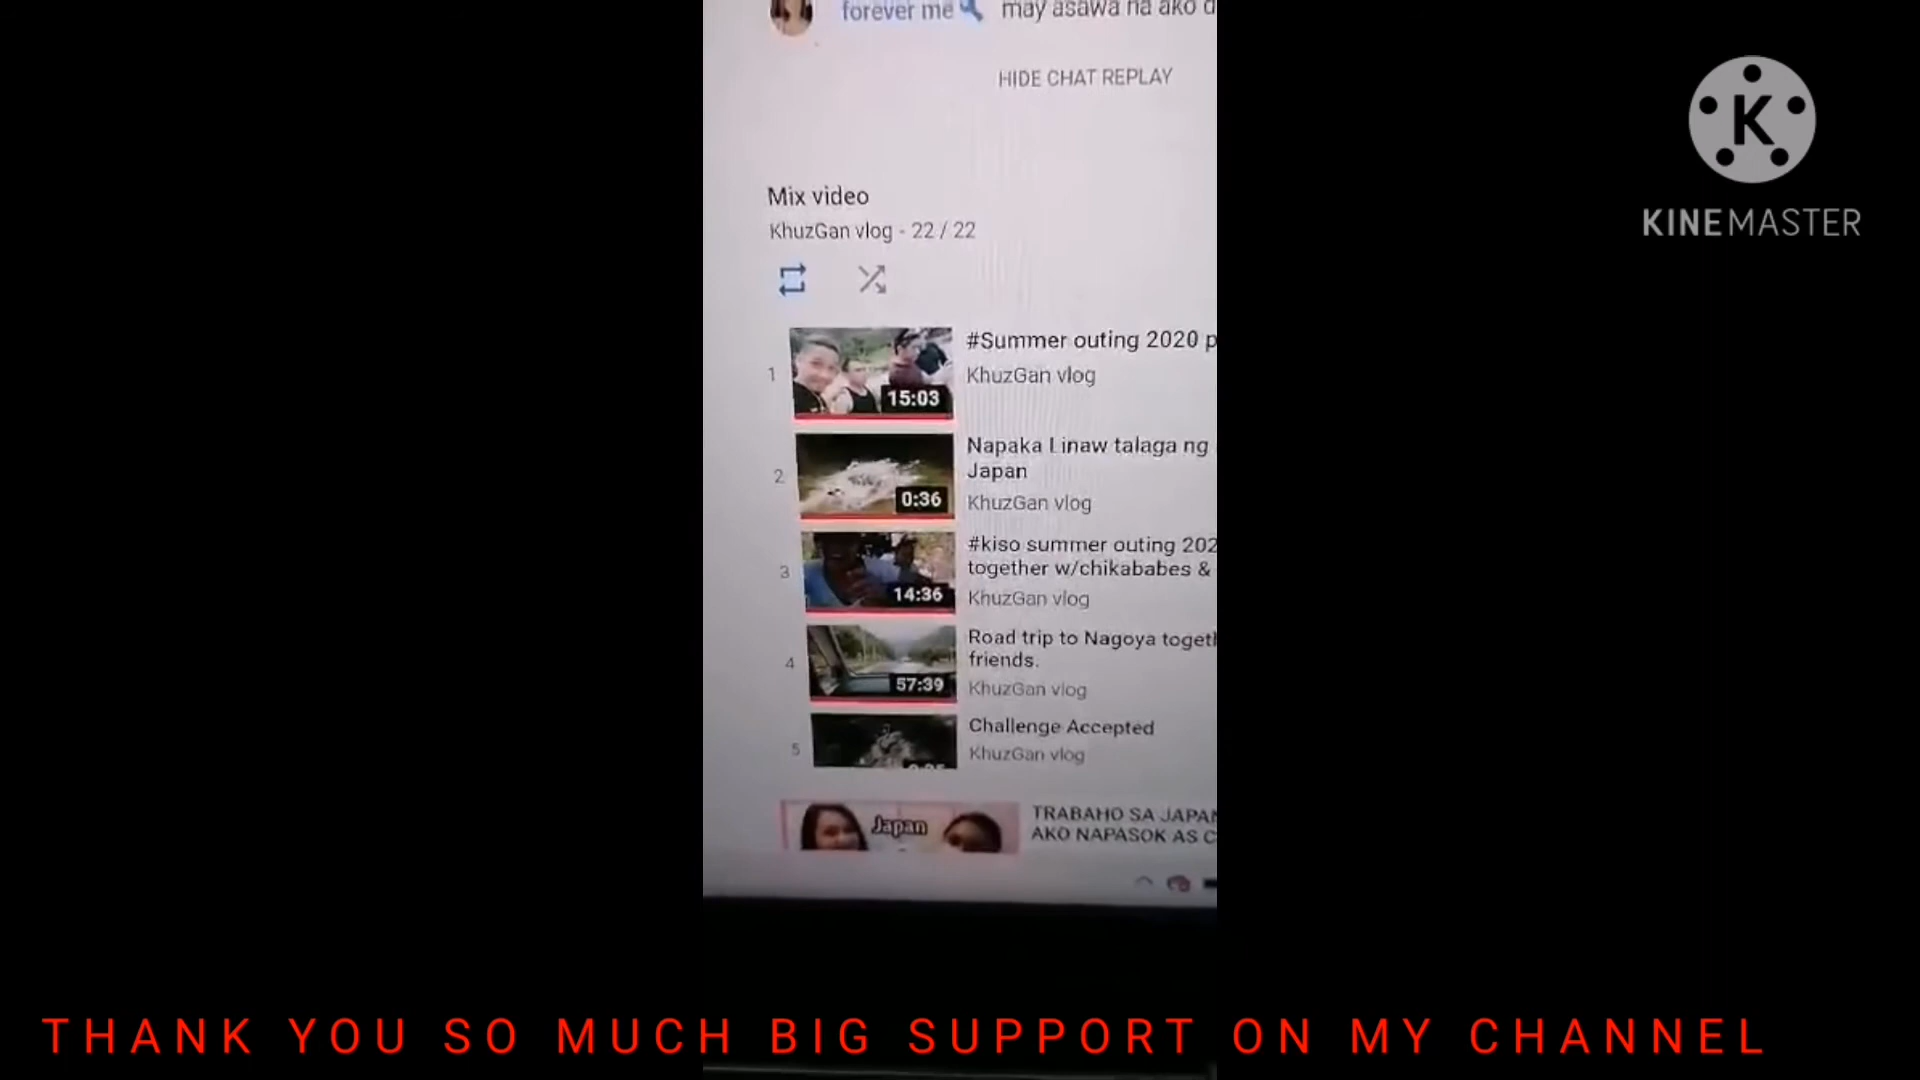 forever me may asawa na ako
HIDE CHAT REPLAY
K
KINEMASTER
Mix video
KhuzGan vlog - 22 / 22
1
#Summer outing 2020 p
KhuzGan vlog
15:03
2
Napaka Linaw talaga ng
Japan
KhuzGan vlog
0:36
3
#kiso summer outing 202
together w/chikababes &
KhuzGan vlog
14:36
4
Road trip to Nagoya togeth
friends.
KhuzGan vlog
57:39
5
Challenge Accepted
KhuzGan vlog
Japan
TRABAHO SA JAPAN
AKO NAPASOK AS C
THANK YOU SO MUCH BIG SUPPORT ON MY CHANNEL